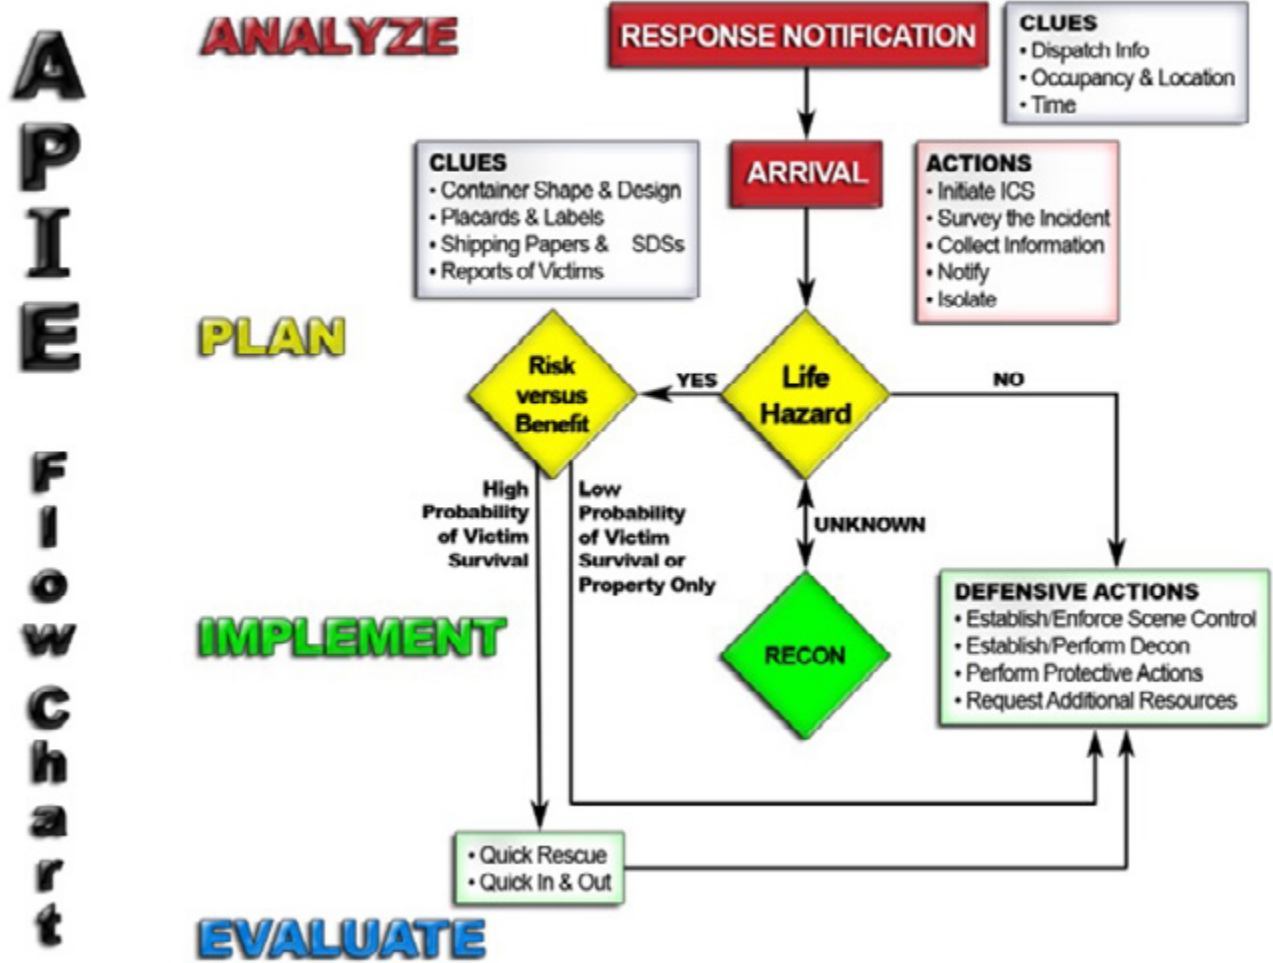 APIE
Flow Chart
ANALYZE
RESPONSE NOTIFICATION
CLUES
• Dispatch Info
• Occupancy & Location
• Time
CLUES
• Container Shape & Design
• Placards & Labels
• Shipping Papers & SDSs
• Reports of Victims
ARRIVAL
ACTIONS
• Initiate ICS
• Survey the Incident
• Collect Information
• Notify
• Isolate
PLAN
Risk
versus
Benefit
YES
Life
Hazard
NO
High
Probability
of Victim
Survival
Low
Probability
of Victim
Survival or
Property Only
UNKNOWN
IMPLEMENT
RECON
DEFENSIVE ACTIONS
• Establish/Enforce Scene Control
• Establish/Perform Decon
• Perform Protective Actions
• Request Additional Resources
• Quick Rescue
• Quick In & Out
EVALUATE